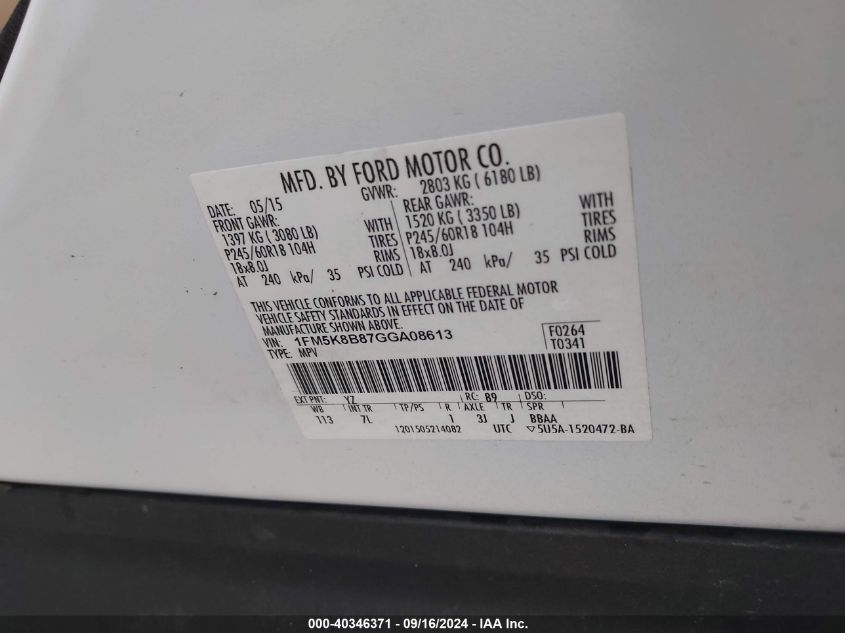 MFD. BY FORD MOTOR CO.
DATE: 05/15 GVWR: 2803 KG ( 6180 LB)
FRONT GAWR: REAR GAWR:
1397 KG ( 3080 LB) WITH 1520 KG ( 3350 LB) WITH
P245/60R18 104H TIRES P245/60R18 104H TIRES
18x8.0J RIMS 18x8.0J RIMS
AT 240 kPa/ 35 PSI COLD AT 240 kPa/ 35 PSI COLD
THIS VEHICLE CONFORMS TO ALL APPLICABLE FEDERAL MOTOR
VEHICLE SAFETY STANDARDS IN EFFECT ON THE DATE OF
MANUFACTURE SHOWN ABOVE.
VIN: 1FM5K8B87GGA08613 F0264
TYPE: MPV T0341
EXT PNT: YZ RC: 89 DSO:
WB INT TR TP/PS R AXLE TR SPR
113 7L 1 3J J BBAA
1201505214082 UTC ▽5U5A-1520472-BA
000-40346371 - 09/16/2024 - IAA Inc.